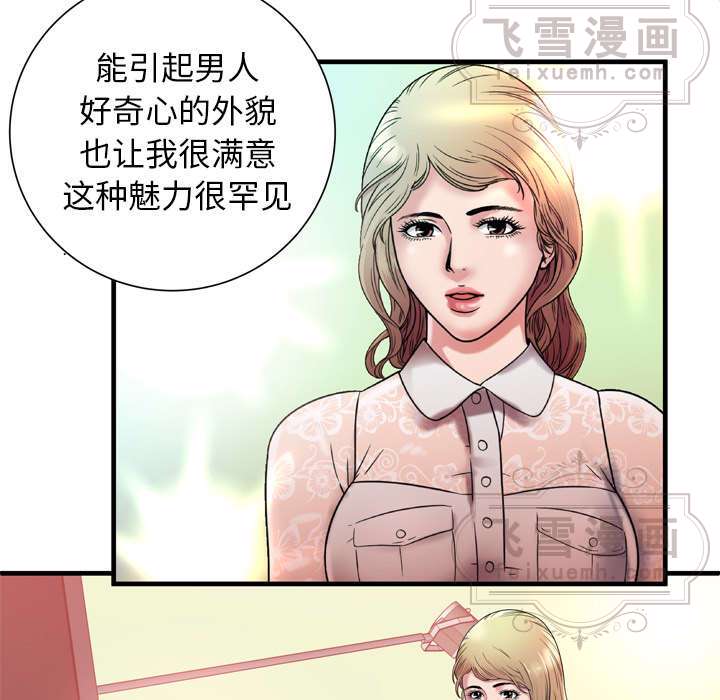 飞雪漫画
feixuemh.com
能引起男人
好奇心的外貌
也让我很满意
这种魅力很罕见
飞雪漫画
feixuemh.com